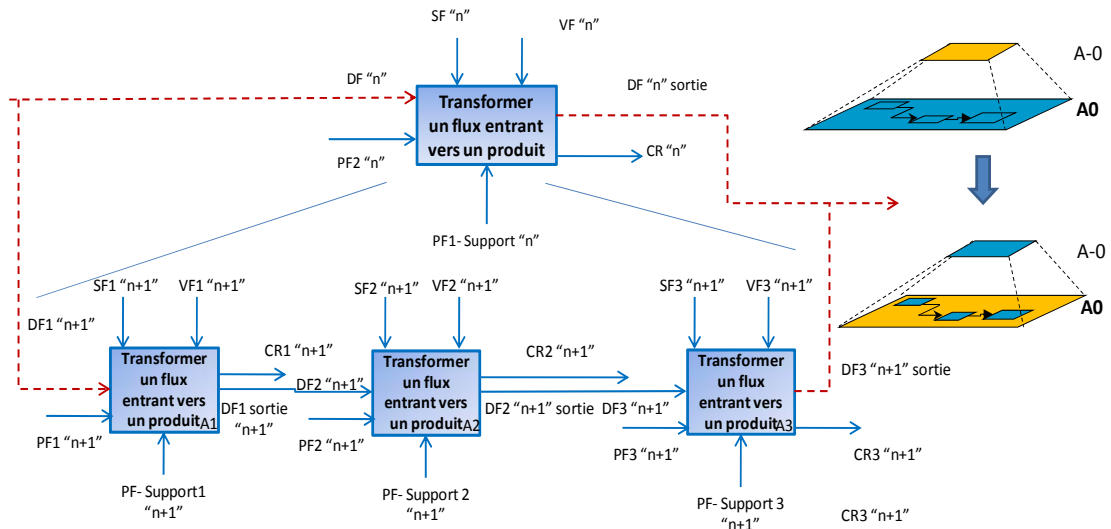 SF “n”
VF “n”
DF “n”
DF “n” sortie
Transformer
un flux entrant
vers un produit
PF2 “n”
CR “n”
PF1- Support “n”
A-0
A0
A-0
A0
SF1 “n+1”
VF1 “n+1”
DF1 “n+1”
Transformer
un flux
entrant vers
un produit
A1
CR1 “n+1”
DF2 “n+1”
DF1 sortie
“n+1”
PF1 “n+1”
PF- Support1
“n+1”
SF2 “n+1”
VF2 “n+1”
Transformer
un flux
entrant vers
un produit
A2
CR2 “n+1”
DF2 “n+1” sortie
PF2 “n+1”
PF- Support 2
“n+1”
SF3 “n+1”
VF3 “n+1”
DF3 “n+1”
Transformer
un flux
entrant vers
un produit
A3
DF3 “n+1” sortie
PF3 “n+1”
CR3 “n+1”
PF- Support 3
“n+1”
CR3 “n+1”